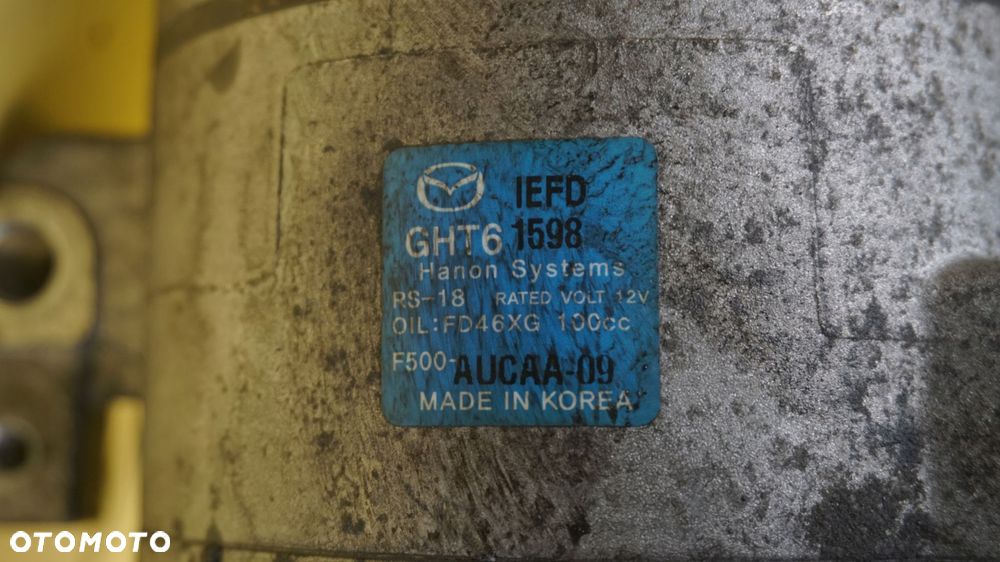 IEFD
GHT6 1598
Hanon Systems
RS-18 RATED VOLT 12V
OIL:FD46XG 100cc
F500-AUCAA-09
MADE IN KOREA
OTOMOTO